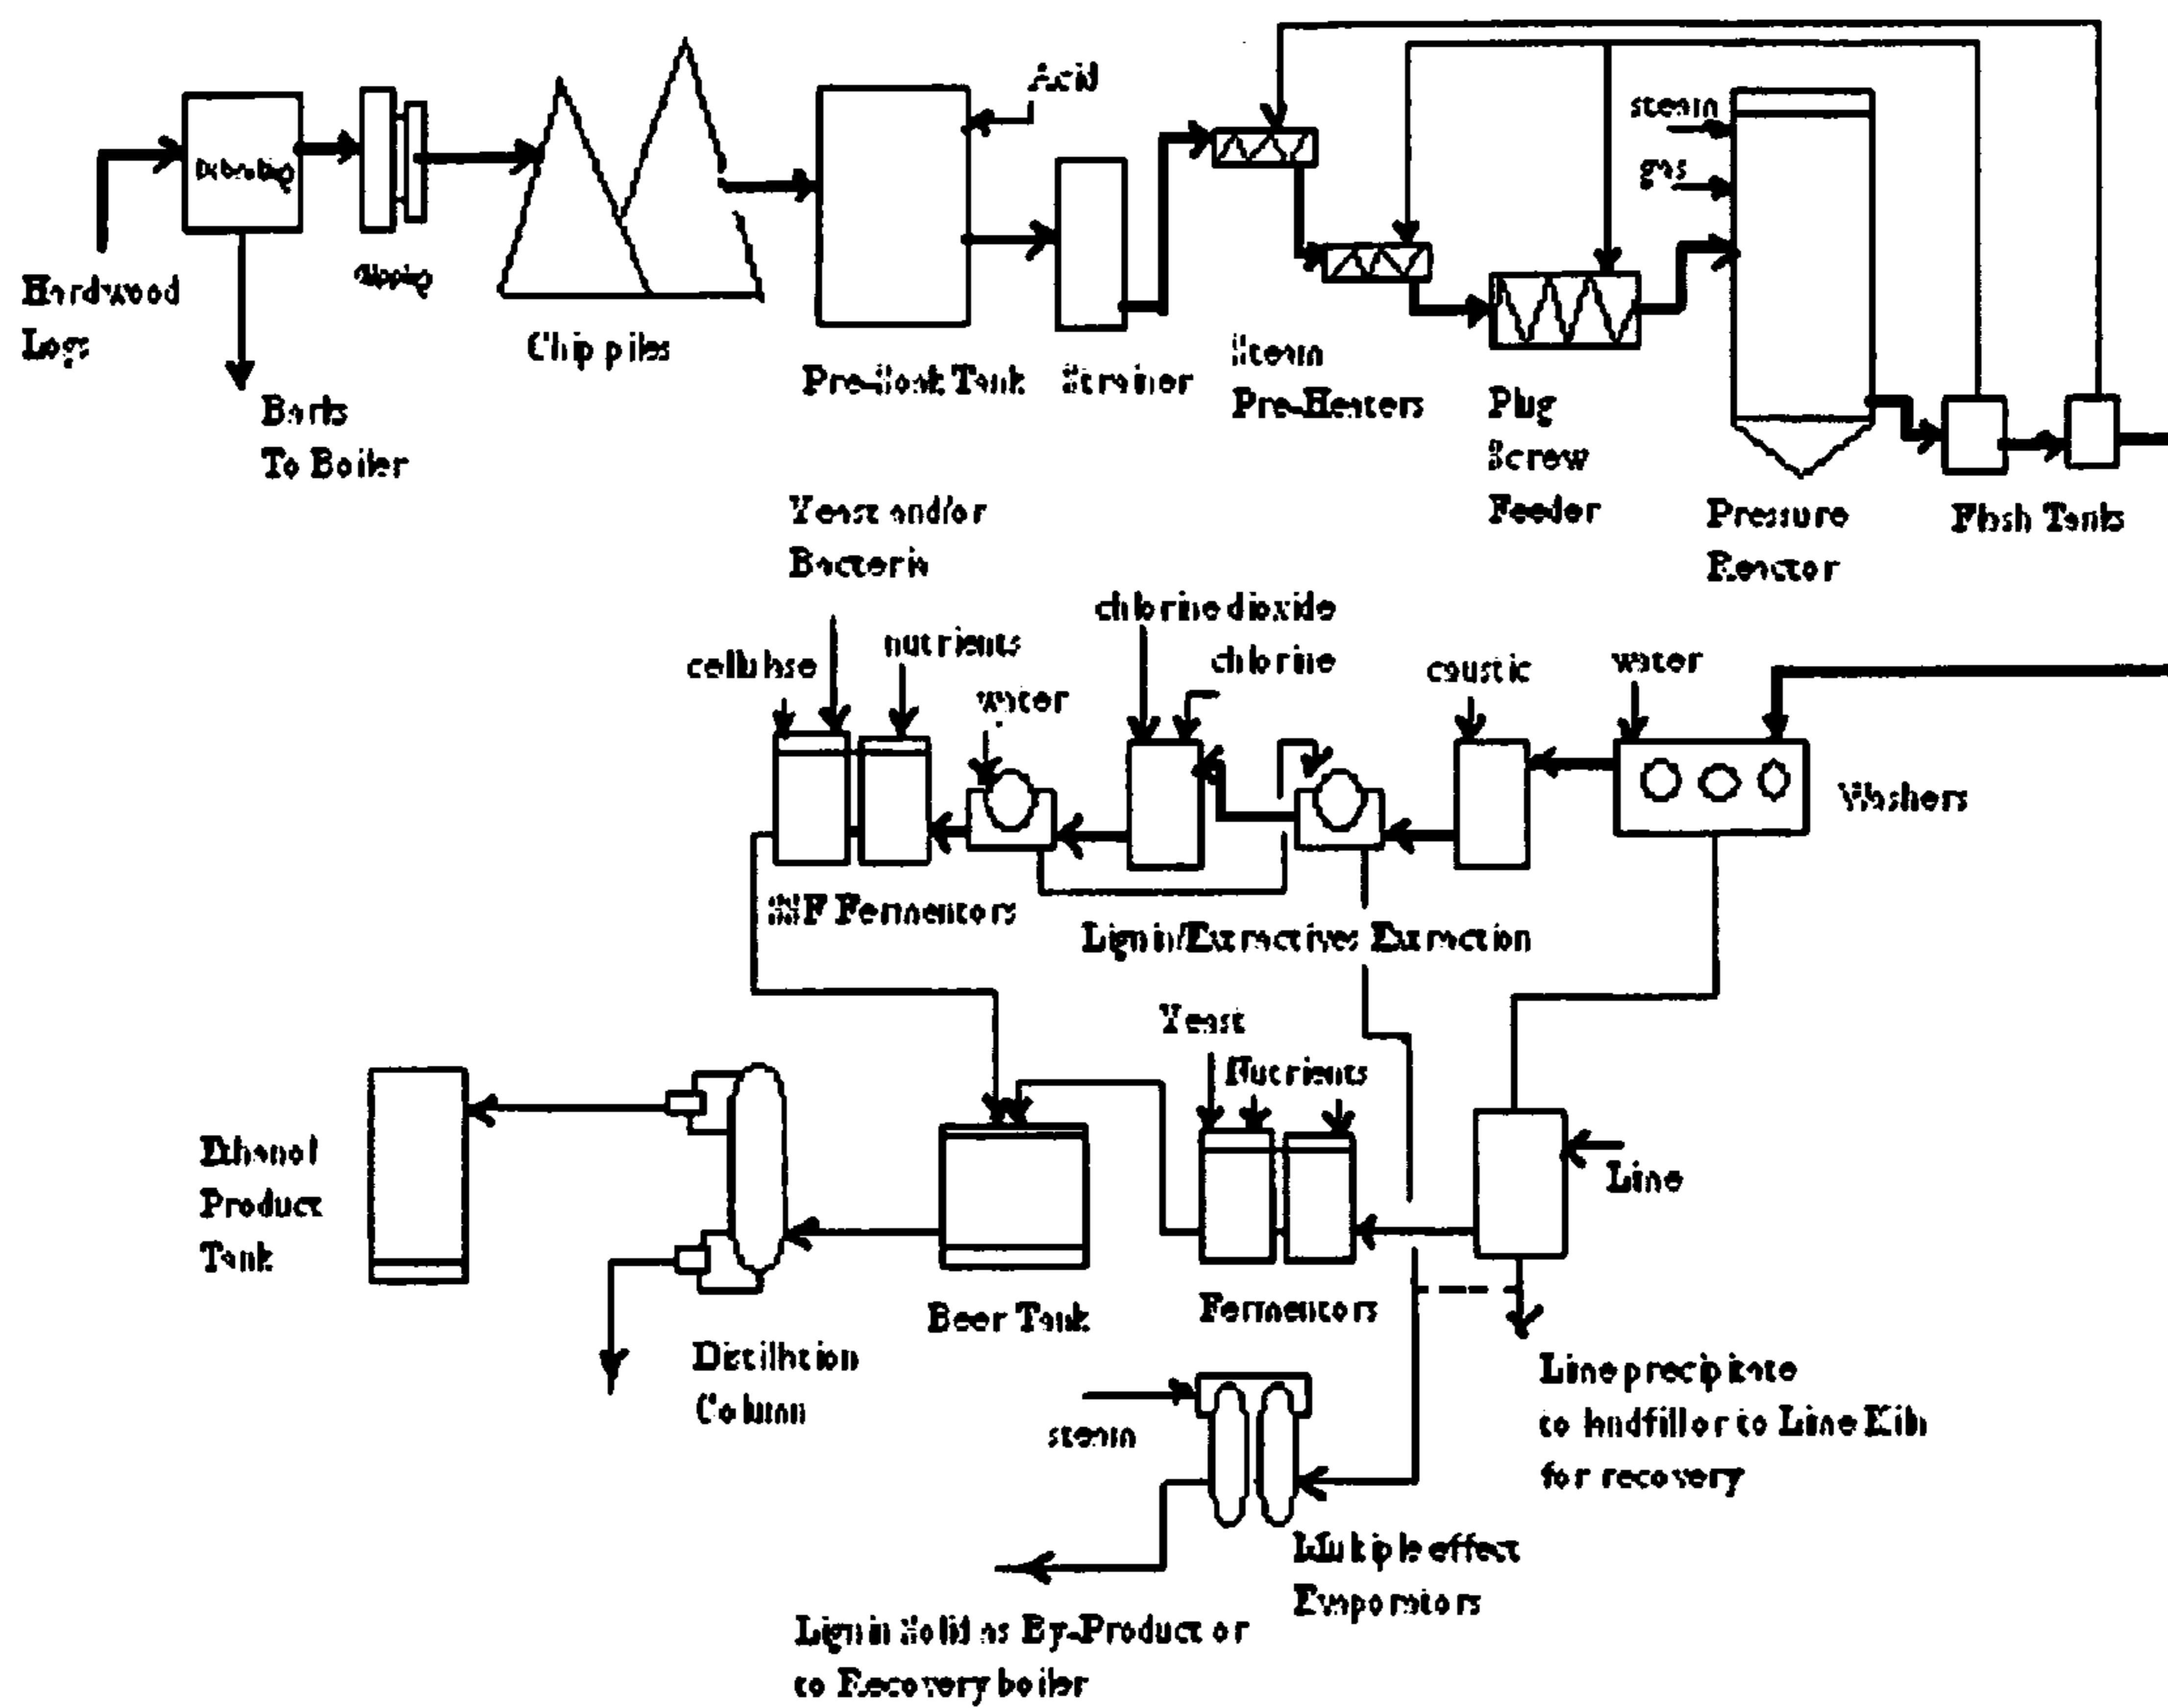 Acid
steam
gas
Debarking
Chipping
Hardwood
Logs
Chip piles
Pre-Soak Tank
Strainer
Steam
Pre-Heaters
Plug
Screw
Feeder
Pressure
Reactor
Flash Tanks
Barks
To Boiler
Yeast and/or
Bacteria
cellulase
nutrients
water
chlorine dioxide
chlorine
caustic
water
Washers
SSF Fermentors
Lignin/Extractives Extraction
Yeast
Nutrients
Ethanol
Product
Tank
Lime
Beer Tank
Fermentors
Distillation
Column
steam
Lime precipitate
to landfill or to Lime Kiln
for recovery
Multiple effect
Evaporators
Lignin Solid as By-Product or
to Recovery boiler